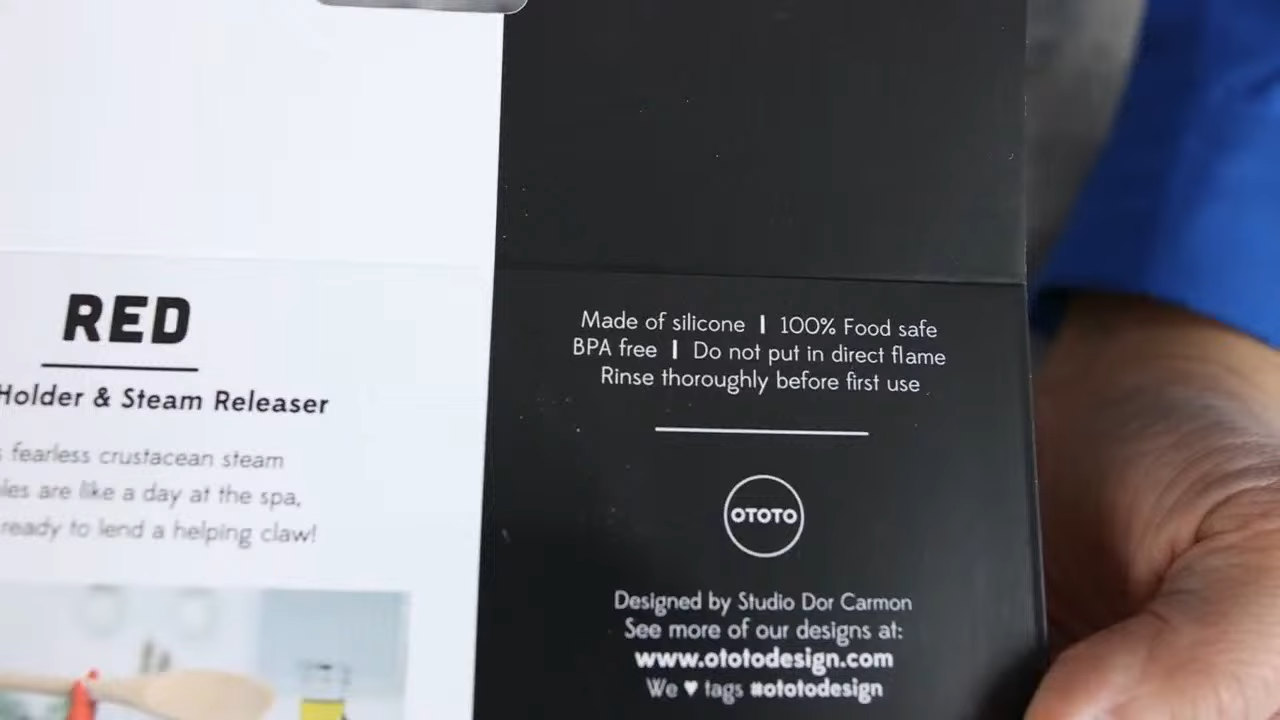 RED
Holder & Steam Releaser
fearless crustacean steam
are like a day at the spa,
ready to lend a helping claw!
Made of silicone | 100% Food safe
BPA free | Do not put in direct flame
Rinse thoroughly before first use
OTOTO
Designed by Studio Dor Carmon
See more of our designs at:
www.ototodesign.com
We ♥ tags #ototodesign